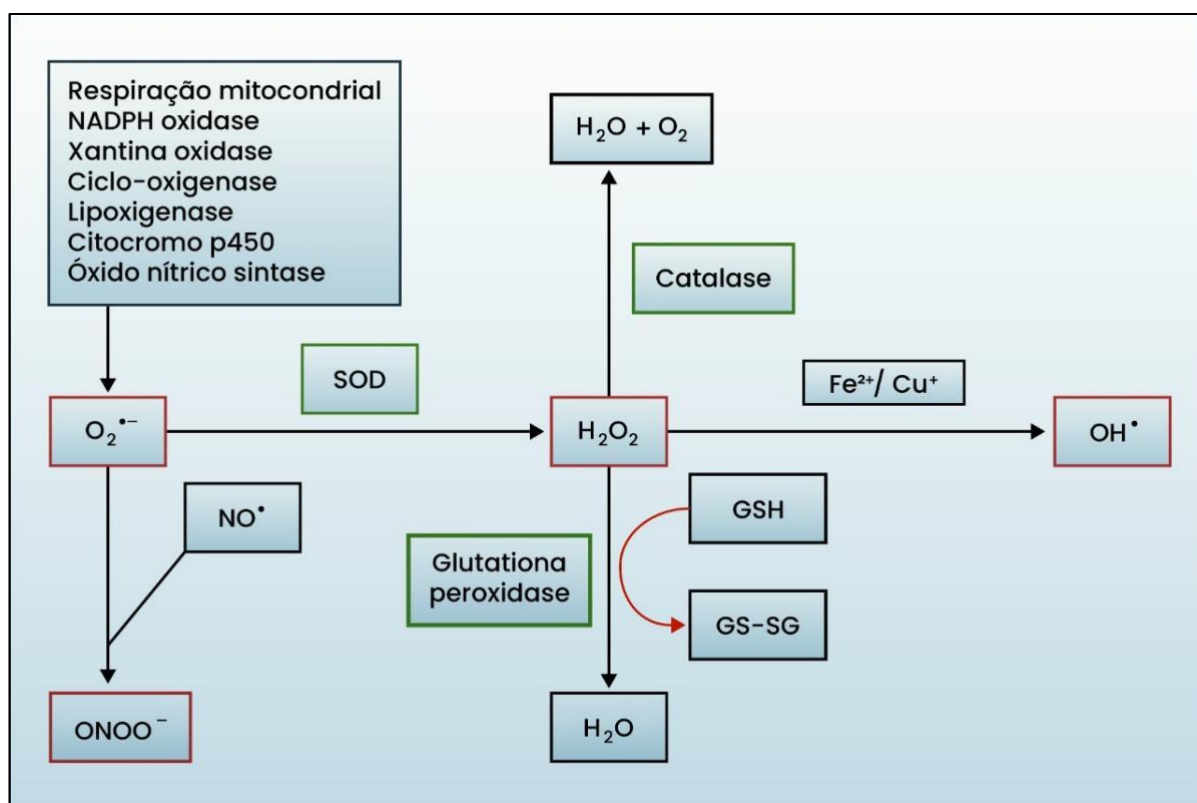 Respiração mitocondrial
NADPH oxidase
Xantina oxidase
Ciclo-oxigenase
Lipoxigenase
Citocromo p450
Óxido nítrico sintase
H₂O + O₂
Catalase
SOD
Fe²⁺/ Cu⁺
O₂•⁻
H₂O₂
OH•
NO•
GSH
Glutationa
peroxidase
GS-SG
ONOO⁻
H₂O